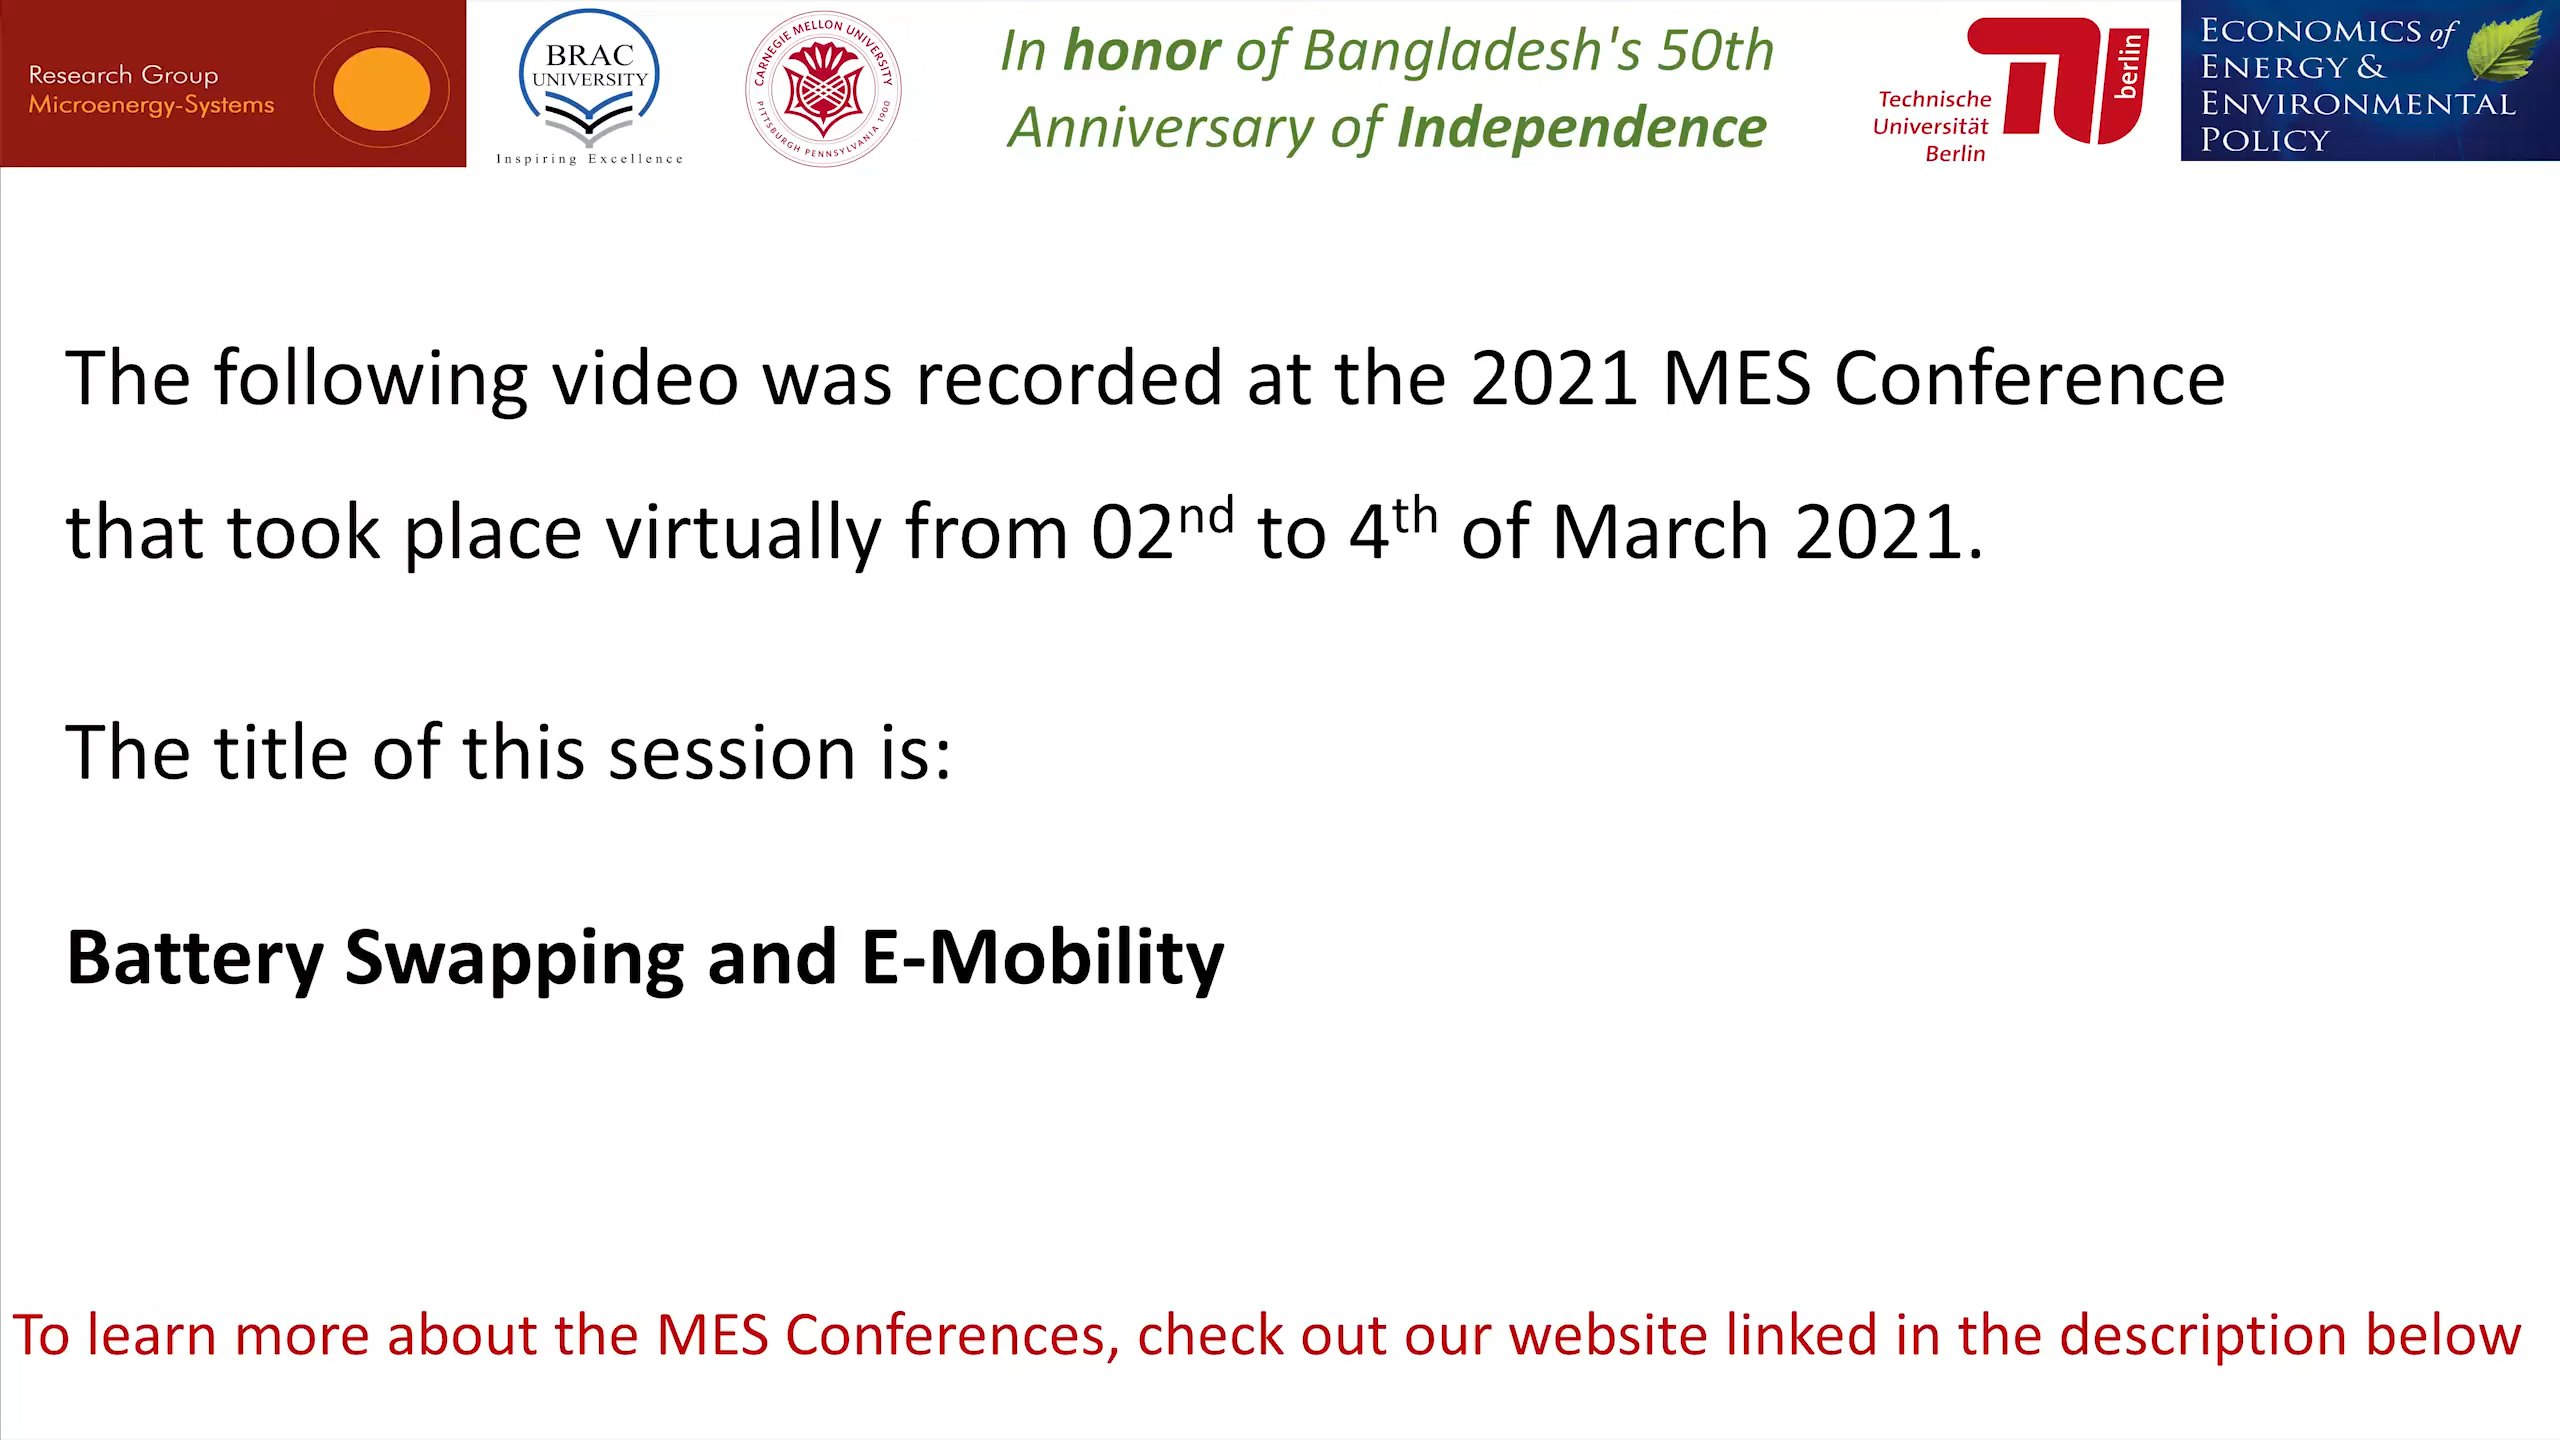 Research Group
Microenergy-Systems
BRAC
UNIVERSITY
Inspiring Excellence
CARNEGIE MELLON UNIVERSITY
PITTSBURGH PENNSYLVANIA 1900
In honor of Bangladesh's 50th
Anniversary of Independence
Technische
Universität
Berlin
berlin
ECONOMICS of
ENERGY &
ENVIRONMENTAL
POLICY
The following video was recorded at the 2021 MES Conference
that took place virtually from 02nd to 4th of March 2021.
The title of this session is:
Battery Swapping and E-Mobility
To learn more about the MES Conferences, check out our website linked in the description below